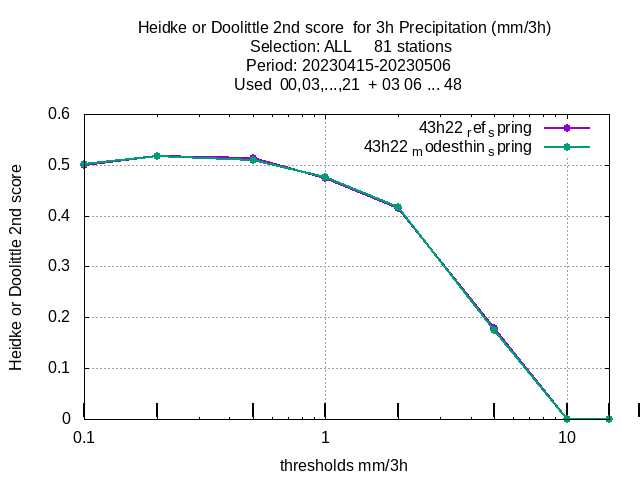 Heidke or Doolittle 2nd score  for 3h Precipitation (mm/3h)
Selection: ALL     81 stations
Period: 20230415-20230506
Used  00,03,...,21  + 03 06 ... 48
43h22 ref spring
43h22 modesthin spring
Heidke or Doolittle 2nd score
0.6
0.5
0.4
0.3
0.2
0.1
0
0.1 1 10
thresholds mm/3h